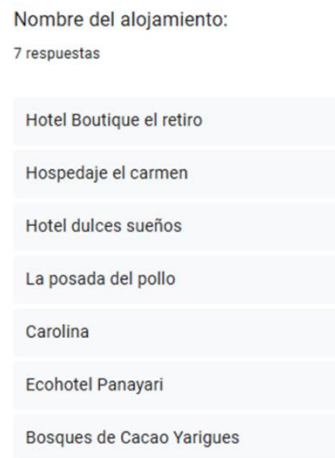 Nombre del alojamiento:
7 respuestas
Hotel Boutique el retiro
Hospedaje el carmen
Hotel dulces sueños
La posada del pollo
Carolina
Ecohotel Panayari
Bosques de Cacao Yarigues